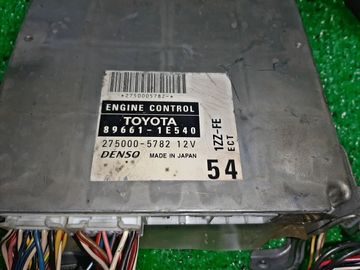 *2750005782-*
ENGINE CONTROL
TOYOTA
89661-1E540
275000-5782 12V
DENSO MADE IN JAPAN
1ZZ-FE
ECT
54